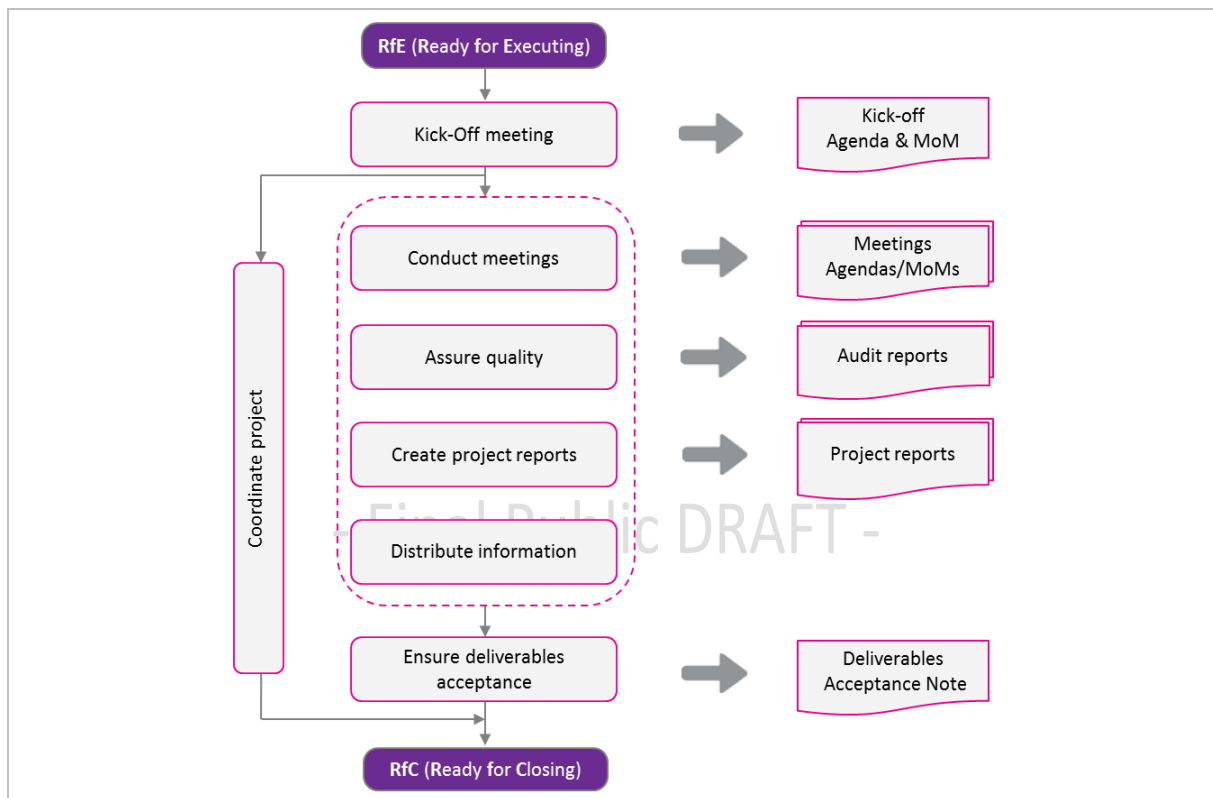 RfE (Ready for Executing)
Kick-Off meeting
Kick-off
Agenda & MoM
Conduct meetings
Meetings
Agendas/MoMs
Assure quality
Audit reports
Coordinate project
Create project reports
Project reports
- Final Public DRAFT -
Distribute information
Ensure deliverables
acceptance
Deliverables
Acceptance Note
RfC (Ready for Closing)